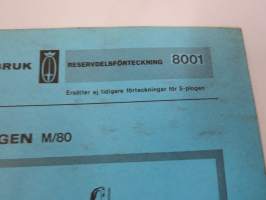 BRUK RESERVDELSFÖRTECKNING 8001
Ersätter ej tidigare förteckningar för S-plogen
GEN M/80